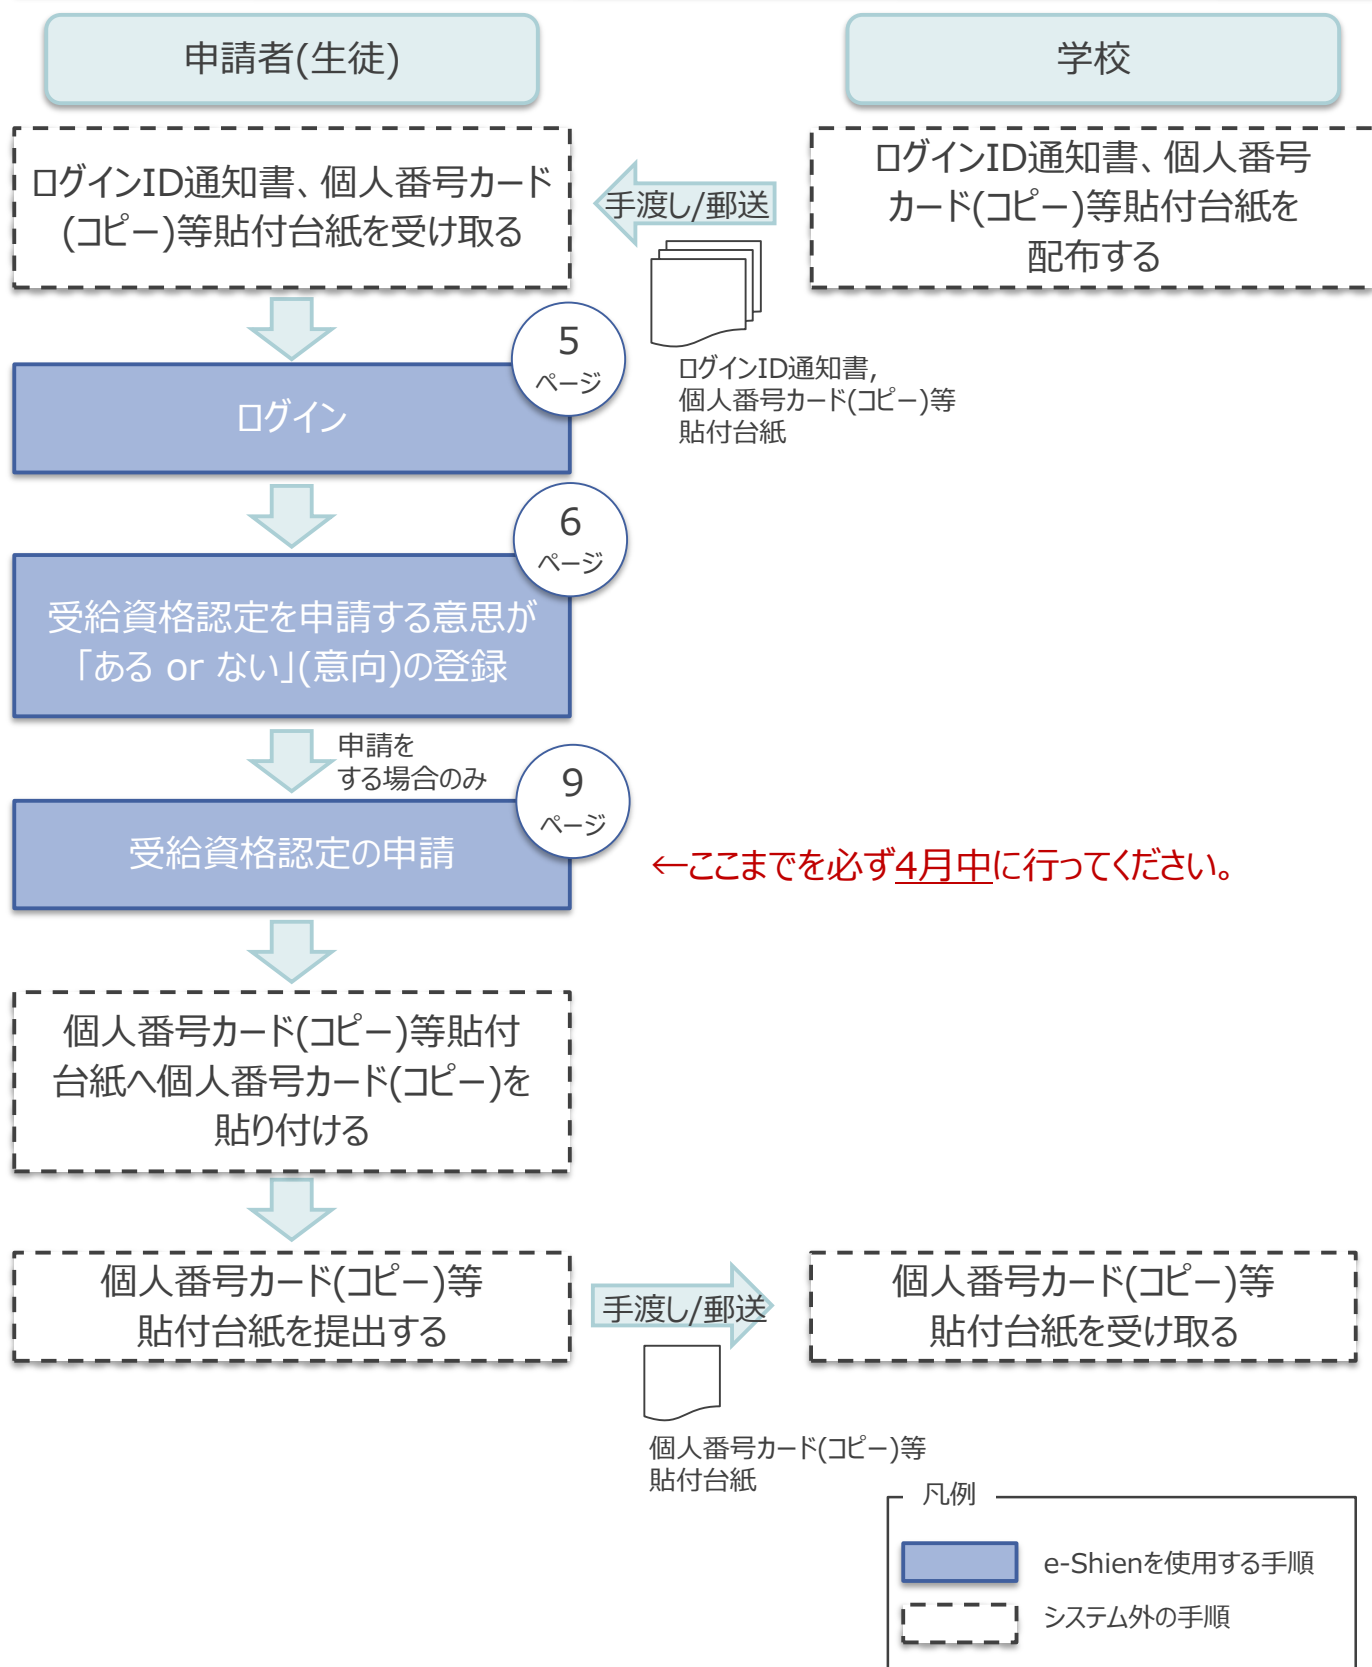 申請者(生徒)
学校
ログインID通知書、個人番号カード
(コピー)等貼付台紙を受け取る
手渡し/郵送
ログインID通知書、個人番号
カード(コピー)等貼付台紙を
配布する
ログインID通知書,
個人番号カード(コピー)等
貼付台紙
5
ページ
ログイン
6
ページ
受給資格認定を申請する意思が
「ある or ない」(意向)の登録
申請を
する場合のみ
9
ページ
受給資格認定の申請
←ここまでを必ず4月中に行ってください。
個人番号カード(コピー)等貼付
台紙へ個人番号カード(コピー)を
貼り付ける
個人番号カード(コピー)等
貼付台紙を提出する
手渡し/郵送
個人番号カード(コピー)等
貼付台紙を受け取る
個人番号カード(コピー)等
貼付台紙
凡例
e-Shienを使用する手順
システム外の手順